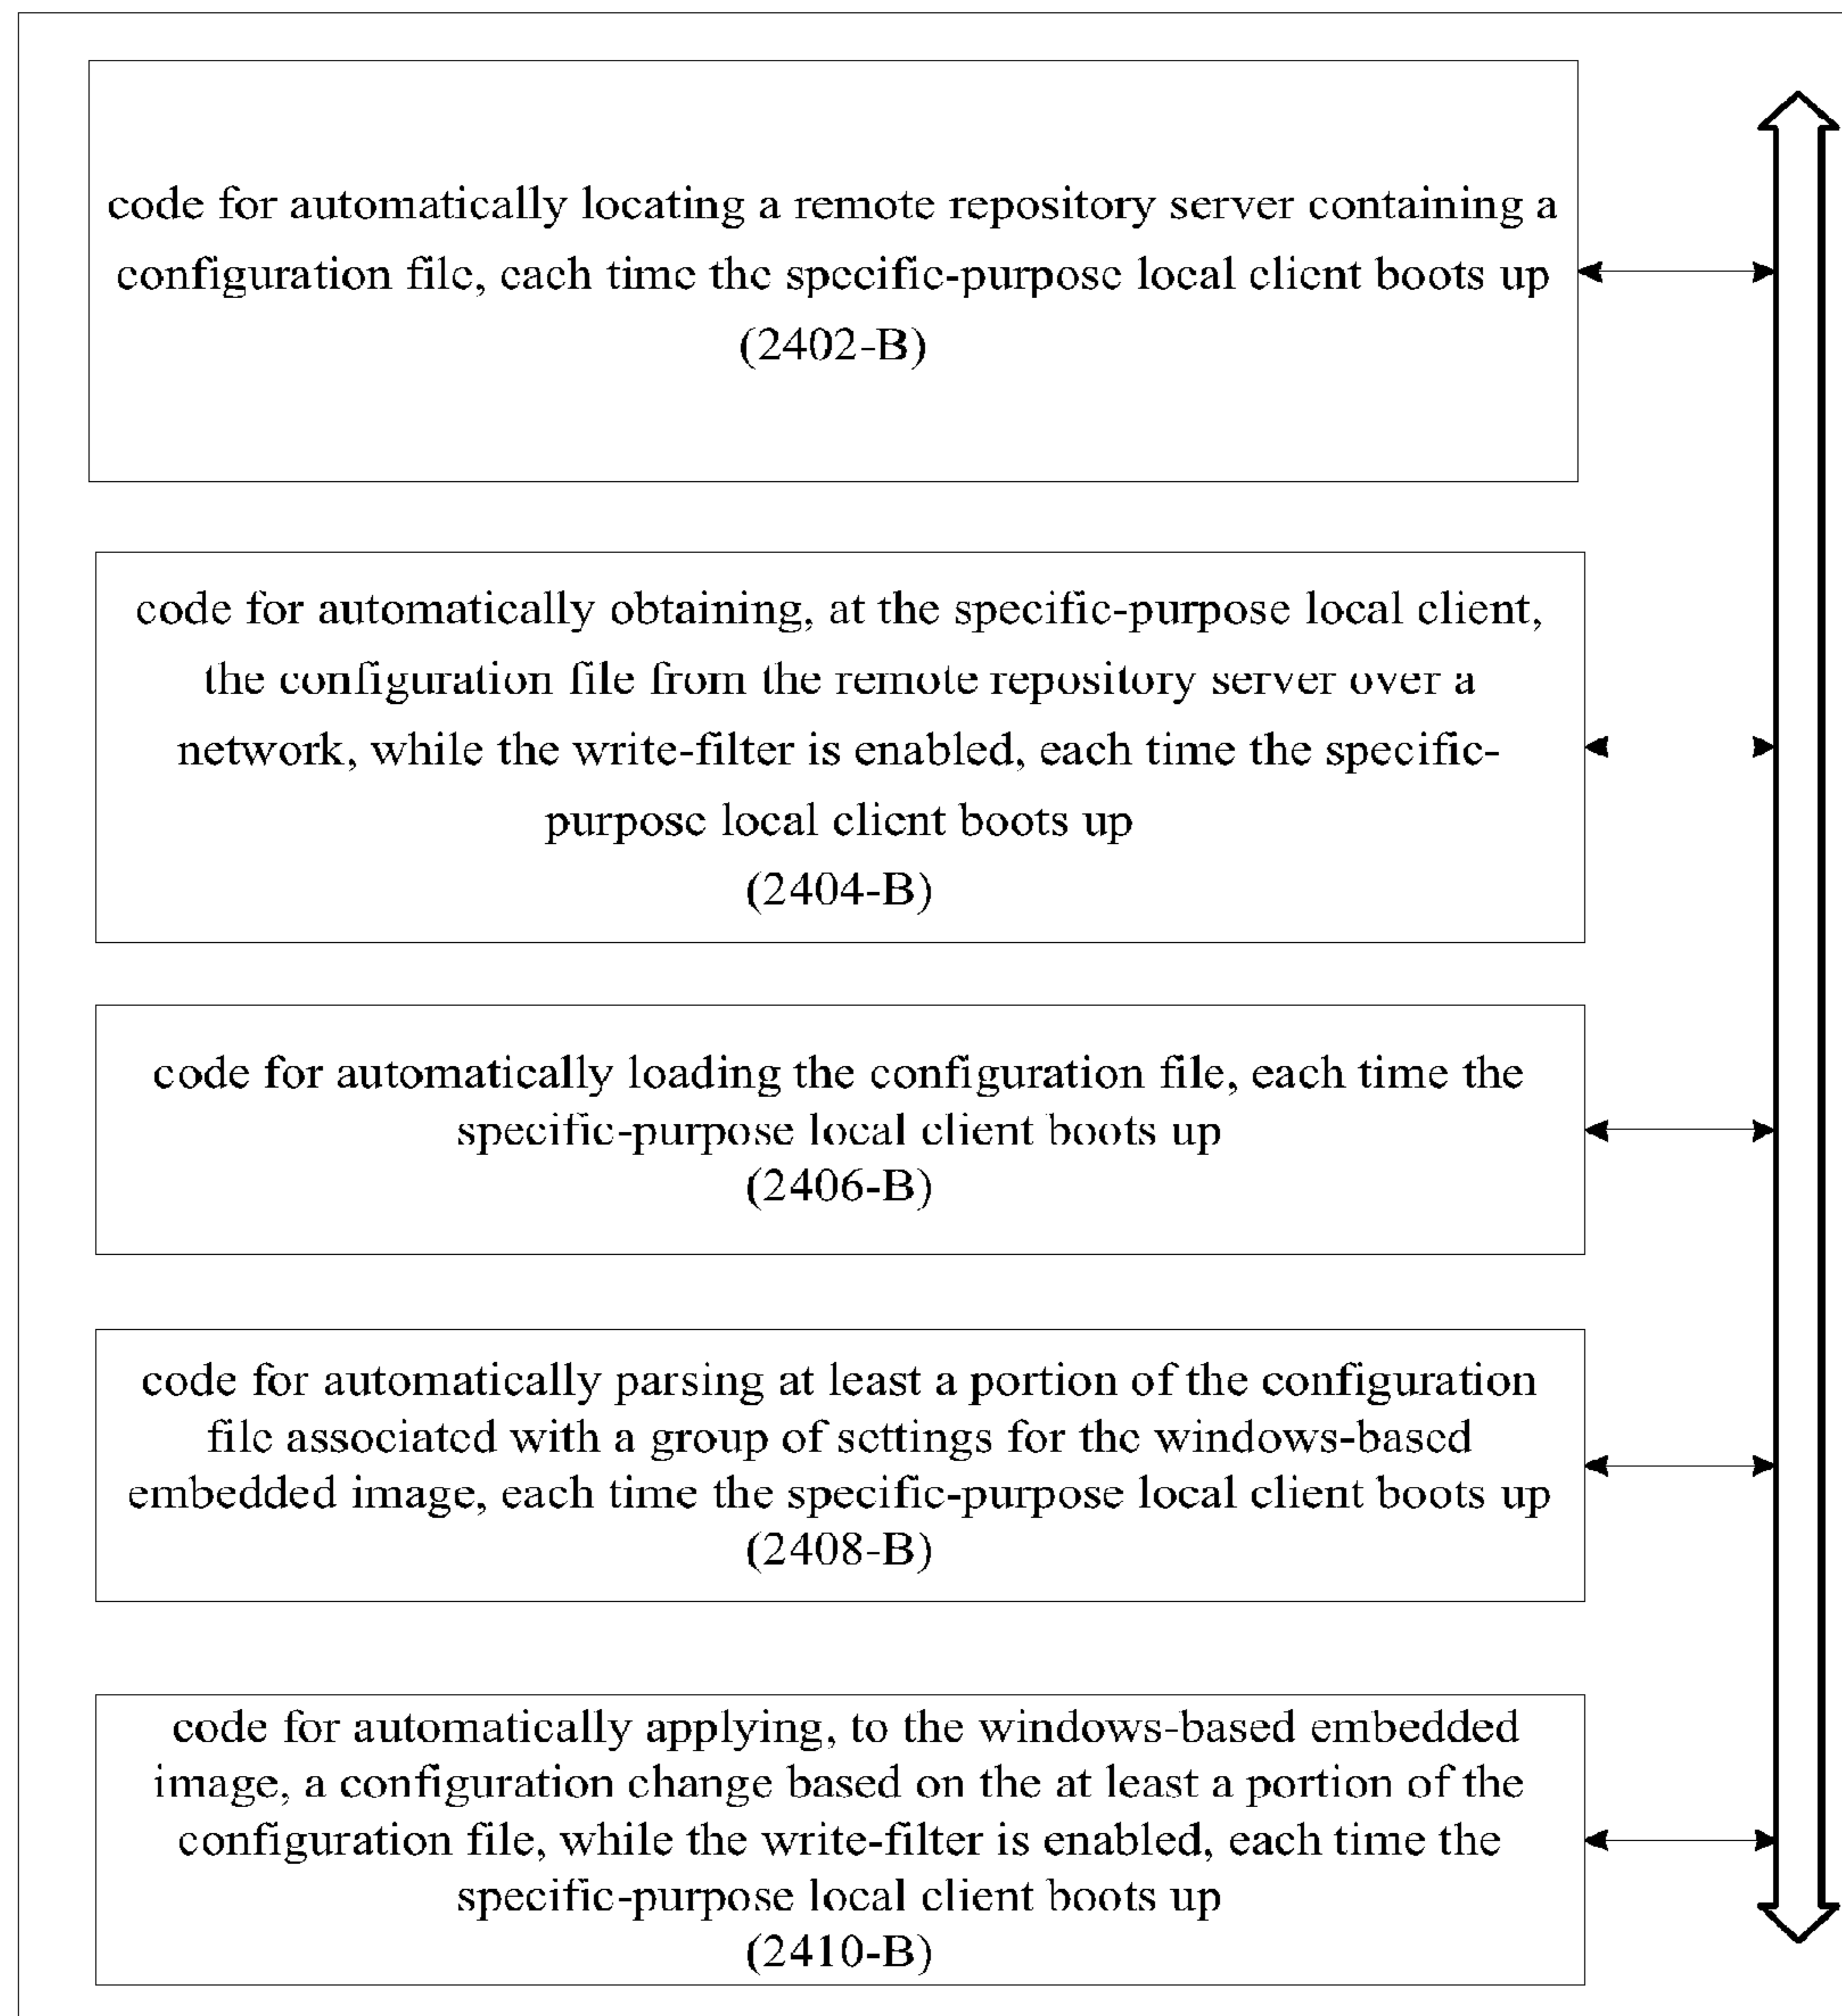 code for automatically locating a remote repository server containing a
configuration file, each time the specific-purpose local client boots up
(2402-B)
code for automatically obtaining, at the specific-purpose local client,
the configuration file from the remote repository server over a
network, while the write-filter is enabled, each time the specific-
purpose local client boots up
(2404-B)
code for automatically loading the configuration file, each time the
specific-purpose local client boots up
(2406-B)
code for automatically parsing at least a portion of the configuration
file associated with a group of settings for the windows-based
embedded image, each time the specific-purpose local client boots up
(2408-B)
code for automatically applying, to the windows-based embedded
image, a configuration change based on the at least a portion of the
configuration file, while the write-filter is enabled, each time the
specific-purpose local client boots up
(2410-B)